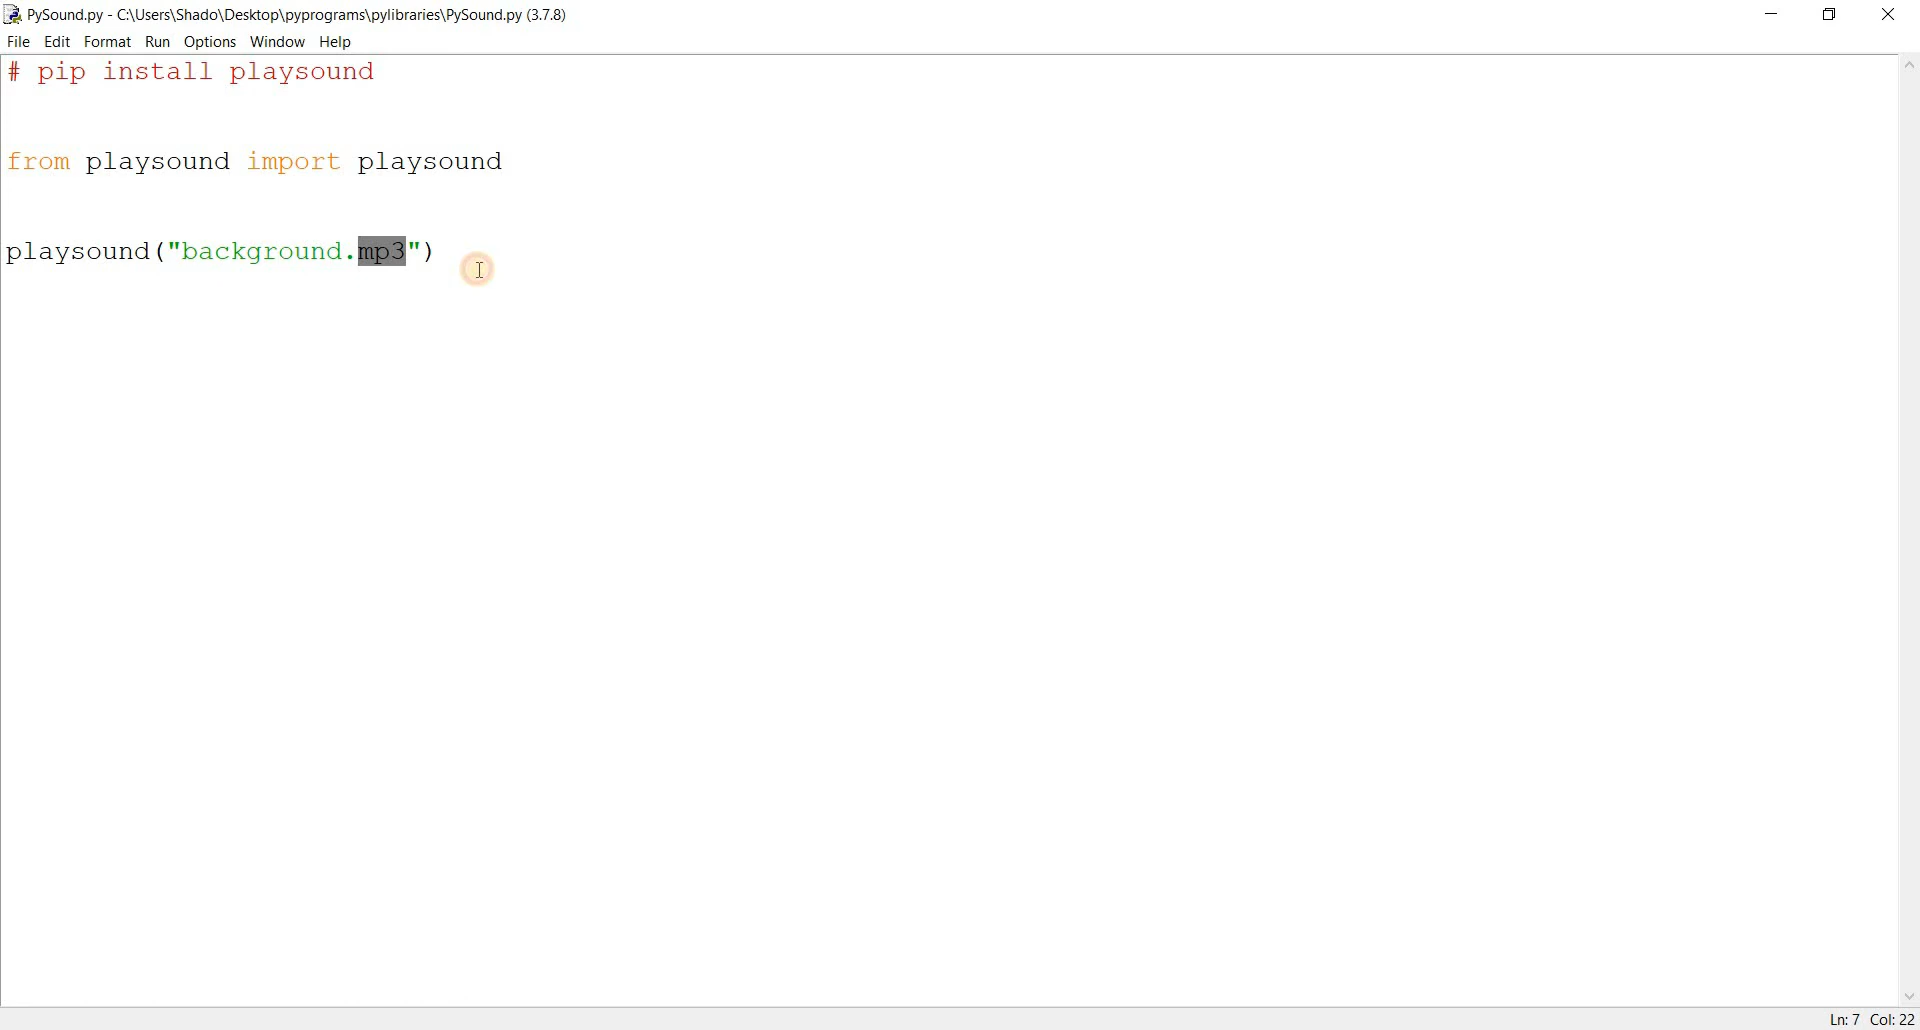 PySound.py - C:\Users\Shado\Desktop\pyprograms\pylibraries\PySound.py (3.7.8)
File Edit Format Run Options Window Help
# pip install playsound
from playsound import playsound
playsound("background.mp3")
Ln: 7 Col: 22